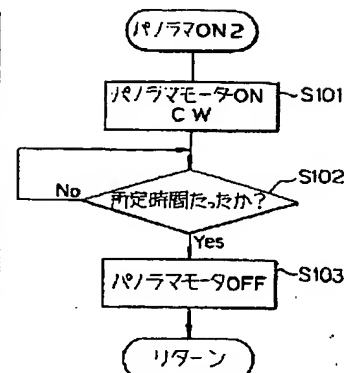 パノラマON2
パノラマモーターON
CW
S101
所定時間たったか?
S102
No
Yes
パノラマモータOFF
S103
リターン